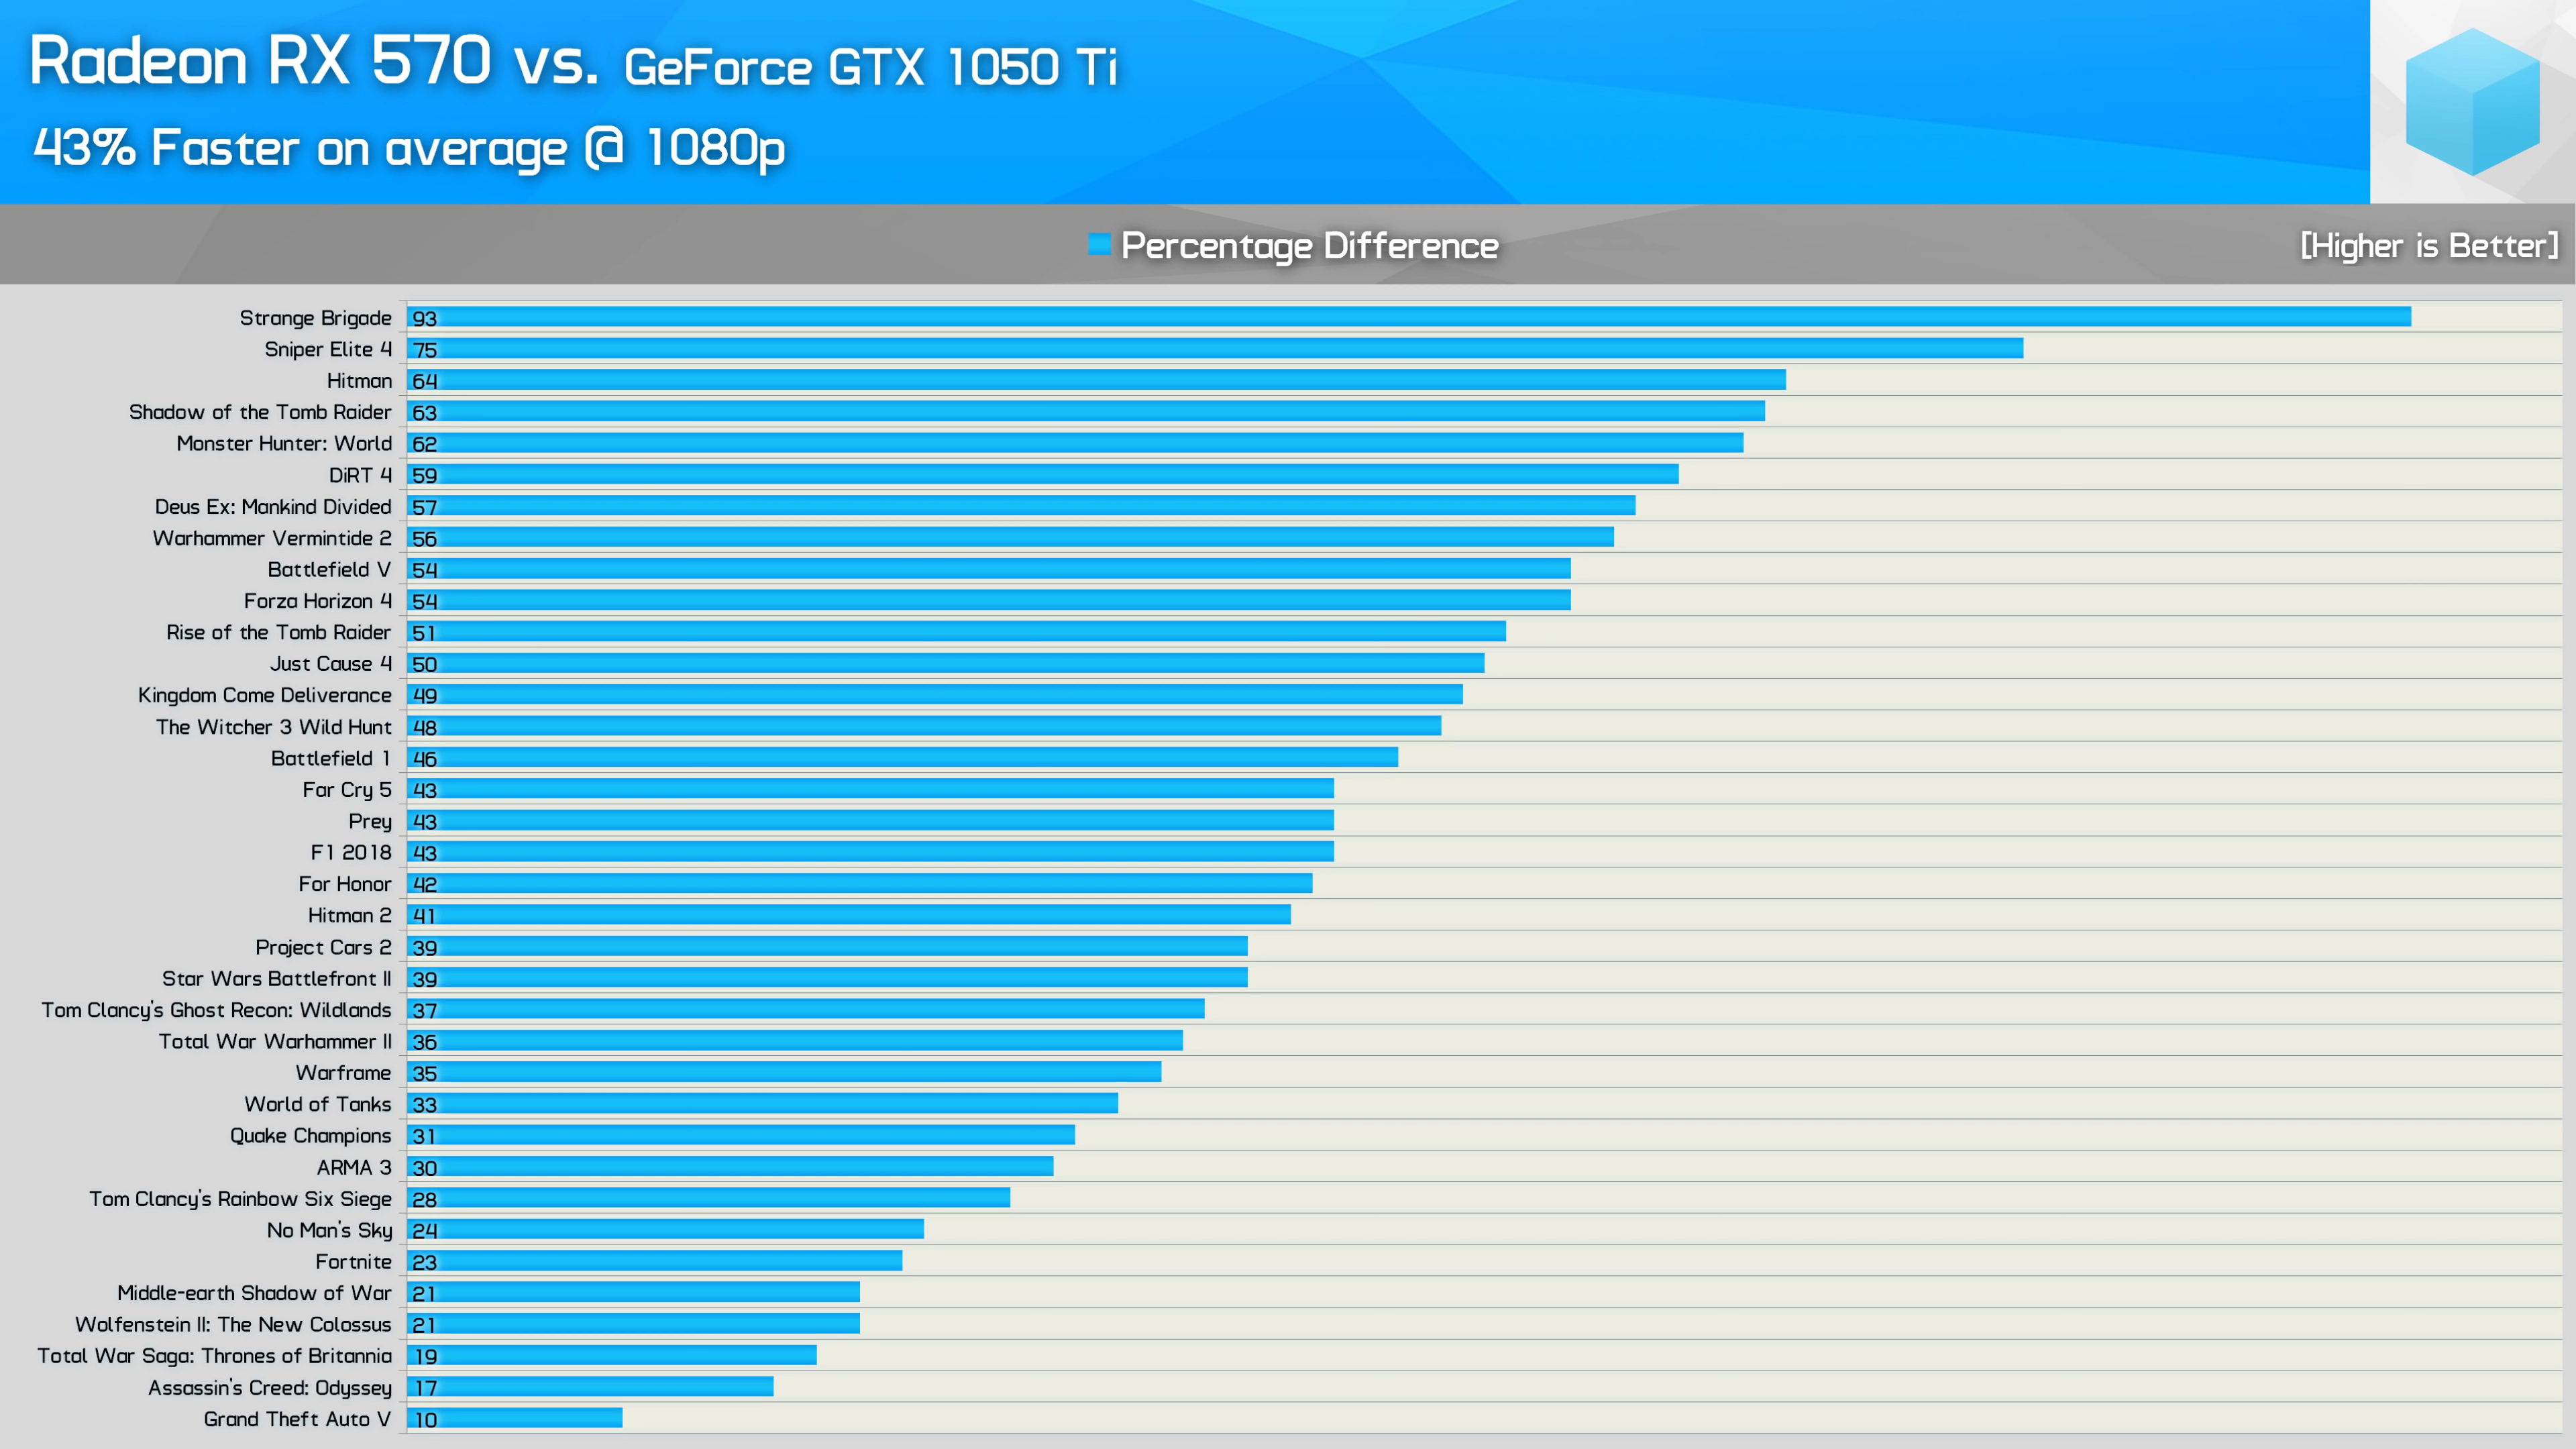 Radeon RX 570 vs. GeForce GTX 1050 Ti
43% Faster on average @ 1080p
Percentage Difference [Higher is Better]
Strange Brigade 93
Sniper Elite 4 75
Hitman 64
Shadow of the Tomb Raider 63
Monster Hunter: World 62
DiRT 4 59
Deus Ex: Mankind Divided 57
Warhammer Vermintide 2 56
Battlefield V 54
Forza Horizon 4 54
Rise of the Tomb Raider 51
Just Cause 4 50
Kingdom Come Deliverance 49
The Witcher 3 Wild Hunt 48
Battlefield 1 46
Far Cry 5 43
Prey 43
F1 2018 43
For Honor 42
Hitman 2 41
Project Cars 2 39
Star Wars Battlefront II 39
Tom Clancy's Ghost Recon: Wildlands 37
Total War Warhammer II 36
Warframe 35
World of Tanks 33
Quake Champions 31
ARMA 3 30
Tom Clancy's Rainbow Six Siege 28
No Man's Sky 24
Fortnite 23
Middle-earth Shadow of War 21
Wolfenstein II: The New Colossus 21
Total War Saga: Thrones of Britannia 19
Assassin's Creed: Odyssey 17
Grand Theft Auto V 10